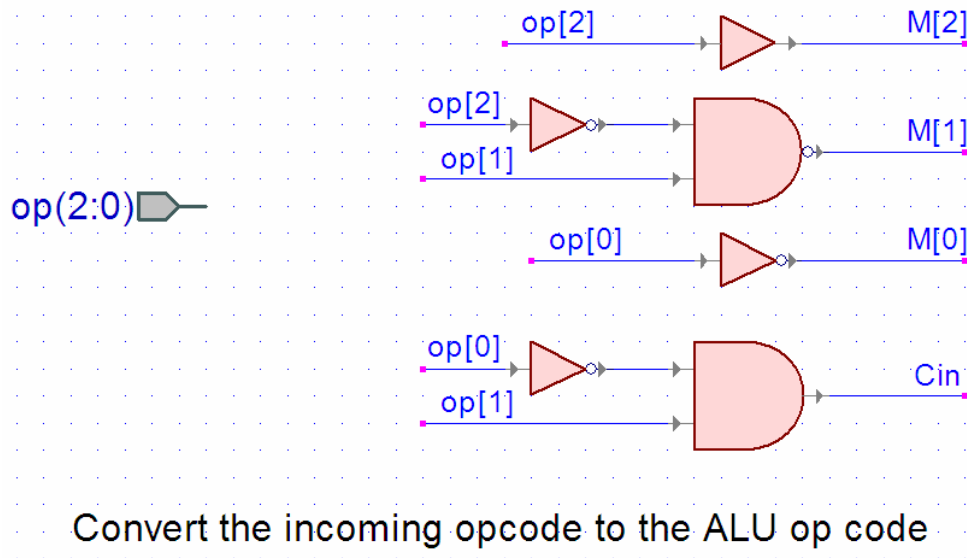 op[2]
M[2]
op[2]
M[1]
op[1]
op(2:0)
op[0]
M[0]
op[0]
Cin
op[1]
Convert the incoming opcode to the ALU op code